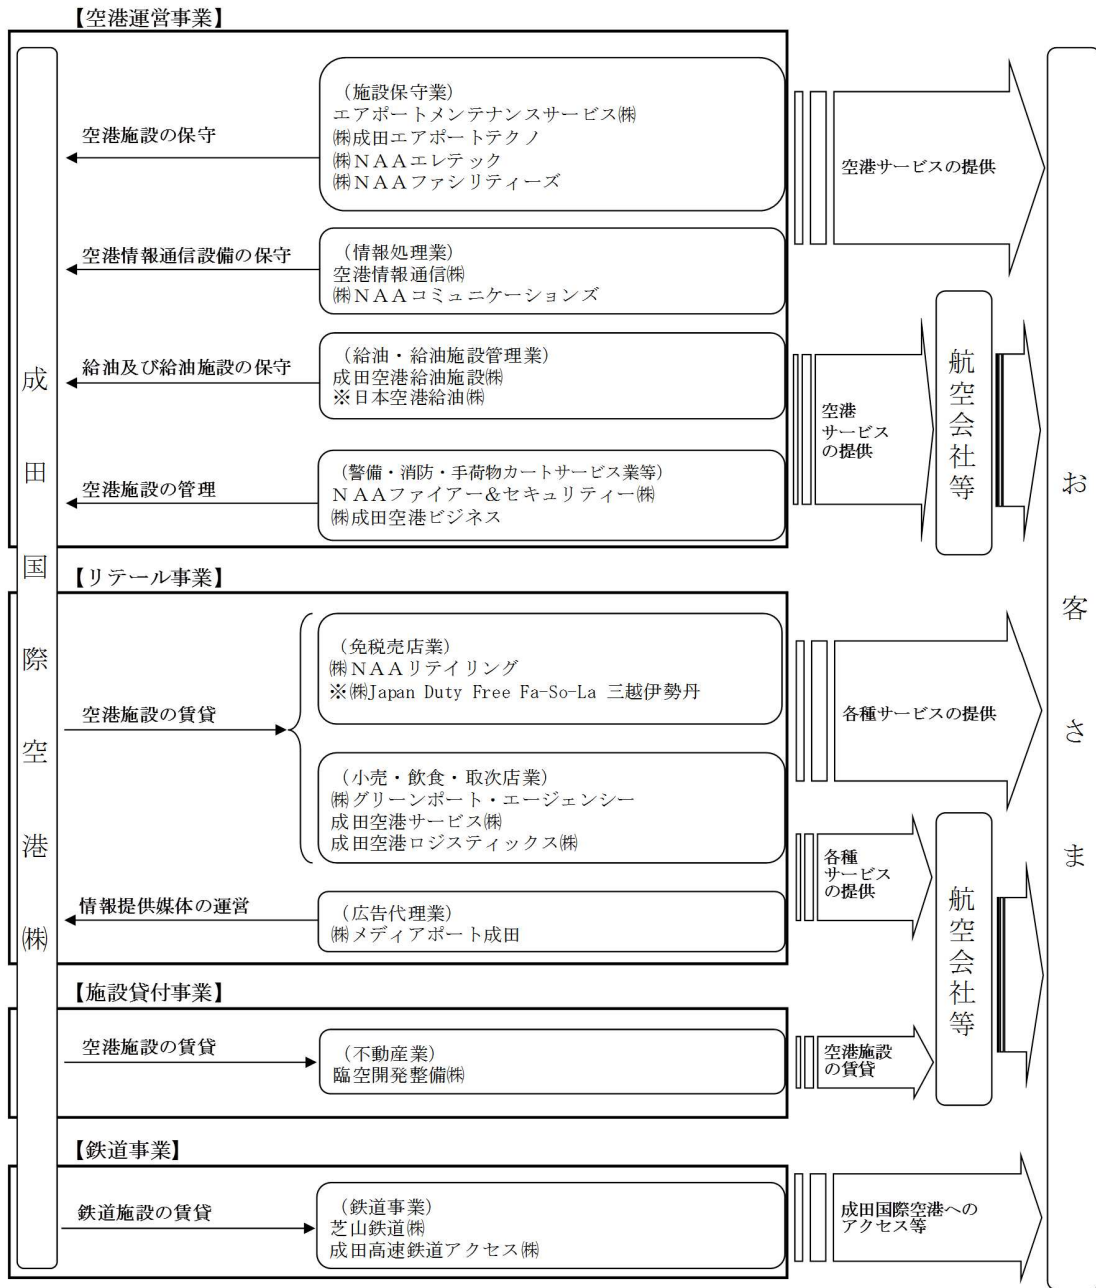 【空港運営事業】
成田国際空港㈱
空港施設の保守
(施設保守業)
エアポートメンテナンスサービス㈱
㈱成田エアポートテクノ
㈱NAAエレテック
㈱NAAファシリティーズ
空港サービスの提供
空港情報通信設備の保守
(情報処理業)
空港情報通信㈱
㈱NAAコミュニケーションズ
給油及び給油施設の保守
(給油・給油施設管理業)
成田空港給油施設㈱
※日本空港給油㈱
空港施設の管理
(警備・消防・手荷物カートサービス業等)
NAAファイアー&セキュリティー㈱
㈱成田空港ビジネス
空港
サービス
の提供
航空会社等
お客さま
【リテール事業】
空港施設の賃貸
(免税売店業)
㈱NAAリテイリング
※㈱Japan Duty Free Fa-So-La 三越伊勢丹
(小売・飲食・取次店業)
㈱グリーンポート・エージェンシー
成田空港サービス㈱
成田空港ロジスティックス㈱
各種サービスの提供
情報提供媒体の運営
(広告代理業)
㈱メディアポート成田
各種
サービス
の提供
航空会社等
【施設貸付事業】
空港施設の賃貸
(不動産業)
臨空開発整備㈱
空港施設
の賃貸
【鉄道事業】
鉄道施設の賃貸
(鉄道事業)
芝山鉄道㈱
成田高速鉄道アクセス㈱
成田国際空港への
アクセス等